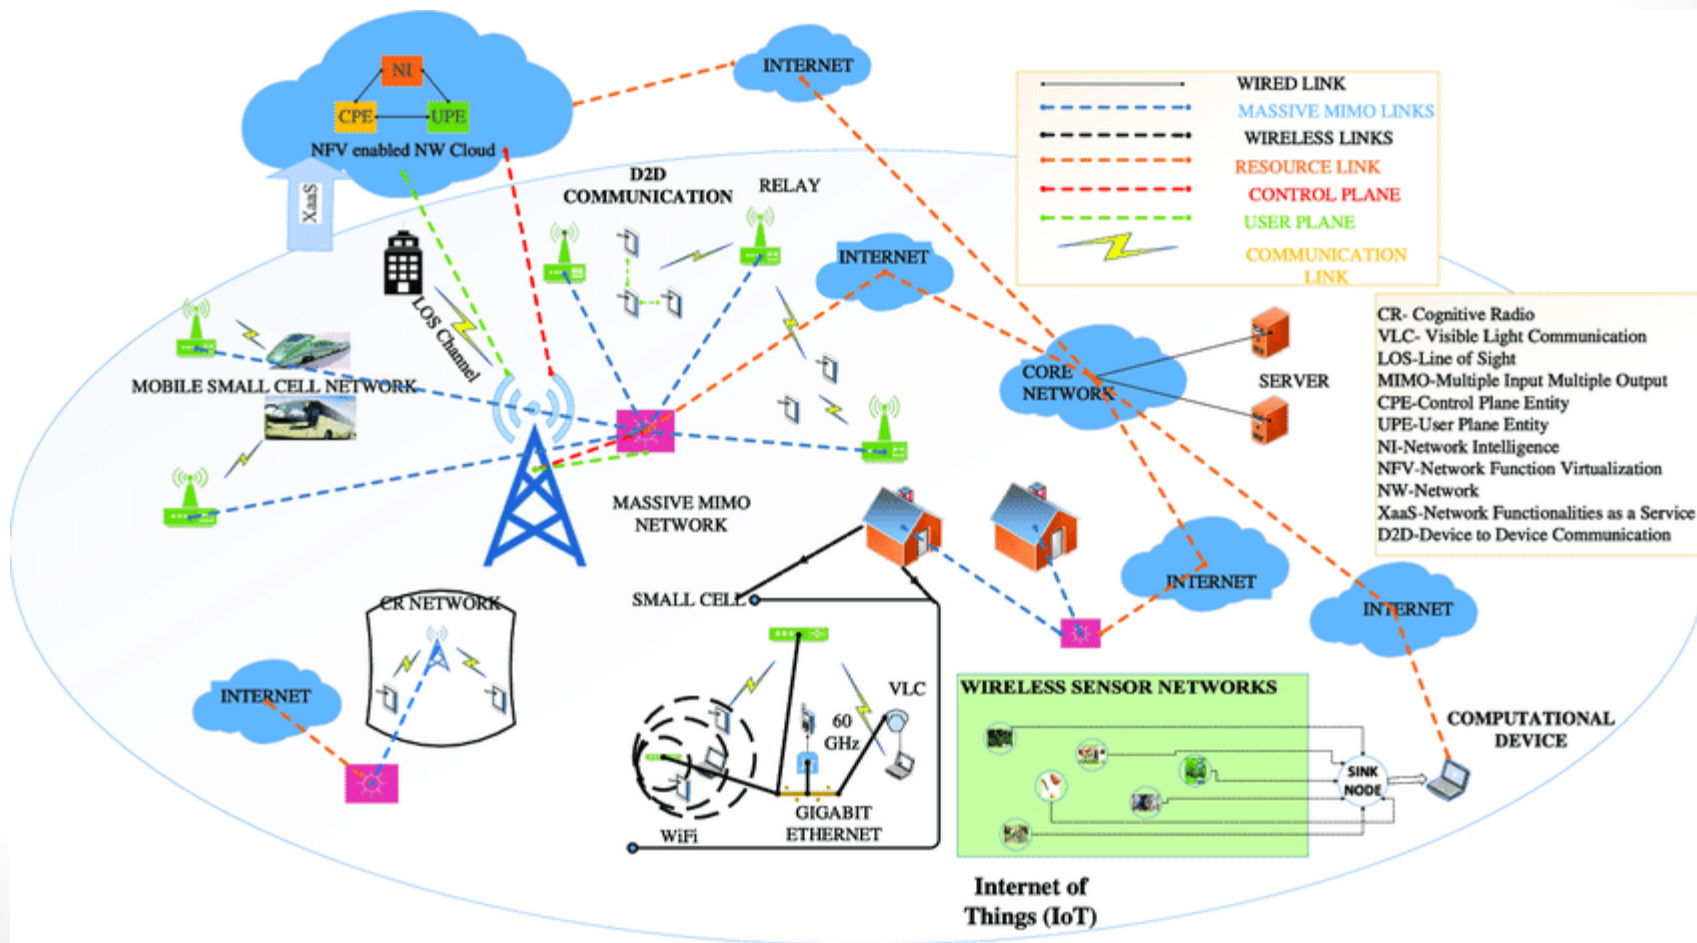 NI
CPE
UPE
NFV enabled NW Cloud
XaaS
INTERNET
WIRED LINK
MASSIVE MIMO LINKS
WIRELESS LINKS
RESOURCE LINK
CONTROL PLANE
USER PLANE
COMMUNICATION
LINK
D2D
COMMUNICATION
RELAY
INTERNET
LOS Channel
MOBILE SMALL CELL NETWORK
CORE
NETWORK
SERVER
CR- Cognitive Radio
VLC- Visible Light Communication
LOS-Line of Sight
MIMO-Multiple Input Multiple Output
CPE-Control Plane Entity
UPE-User Plane Entity
NI-Network Intelligence
NFV-Network Function Virtualization
NW-Network
XaaS-Network Functionalities as a Service
D2D-Device to Device Communication
MASSIVE MIMO
NETWORK
CR NETWORK
SMALL CELL
INTERNET
INTERNET
INTERNET
VLC
60
GHz
WiFi
GIGABIT
ETHERNET
WIRELESS SENSOR NETWORKS
SINK
NODE
COMPUTATIONAL
DEVICE
Internet of
Things (IoT)